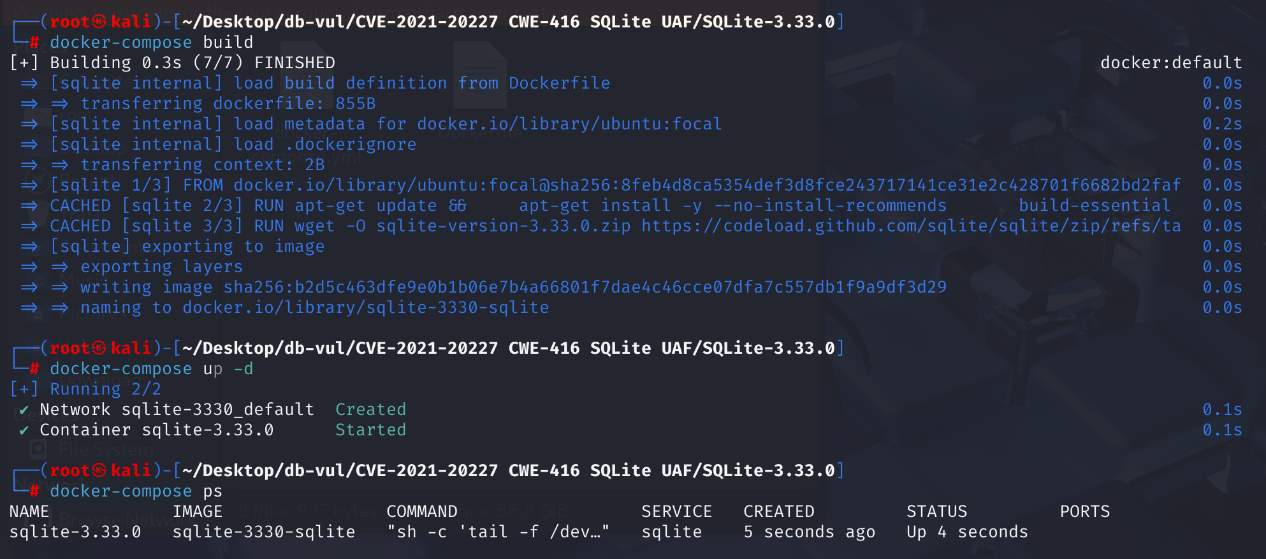 (root㉿kali)-[~/Desktop/db-vul/CVE-2021-20227 CWE-416 SQLite UAF/SQLite-3.33.0]
# docker-compose build
[+] Building 0.3s (7/7) FINISHED docker:default
=> [sqlite internal] load build definition from Dockerfile 0.0s
=> => transferring dockerfile: 855B 0.0s
=> [sqlite internal] load metadata for docker.io/library/ubuntu:focal 0.2s
=> [sqlite internal] load .dockerignore 0.0s
=> => transferring context: 2B 0.0s
=> [sqlite 1/3] FROM docker.io/library/ubuntu:focal@sha256:8feb4d8ca5354def3d8fce243717141ce31e2c428701f6682bd2faf 0.0s
=> CACHED [sqlite 2/3] RUN apt-get update && apt-get install -y --no-install-recommends build-essential 0.0s
=> CACHED [sqlite 3/3] RUN wget -O sqlite-version-3.33.0.zip https://codeload.github.com/sqlite/sqlite/zip/refs/ta 0.0s
=> [sqlite] exporting to image 0.0s
=> => exporting layers 0.0s
=> => writing image sha256:b2d5c463dfe9e0b1b06e7b4a66801f7dae4c46cce07dfa7c557db1f9a9df3d29 0.0s
=> => naming to docker.io/library/sqlite-3330-sqlite 0.0s
(root㉿kali)-[~/Desktop/db-vul/CVE-2021-20227 CWE-416 SQLite UAF/SQLite-3.33.0]
# docker-compose up -d
[+] Running 2/2
✔ Network sqlite-3330_default Created 0.1s
✔ Container sqlite-3.33.0 Started 0.1s
File System
(root㉿kali)-[~/Desktop/db-vul/CVE-2021-20227 CWE-416 SQLite UAF/SQLite-3.33.0]
# docker-compose ps
NAME IMAGE COMMAND SERVICE CREATED STATUS PORTS
sqlite-3.33.0 sqlite-3330-sqlite "sh -c 'tail -f /dev…" sqlite 5 seconds ago Up 4 seconds